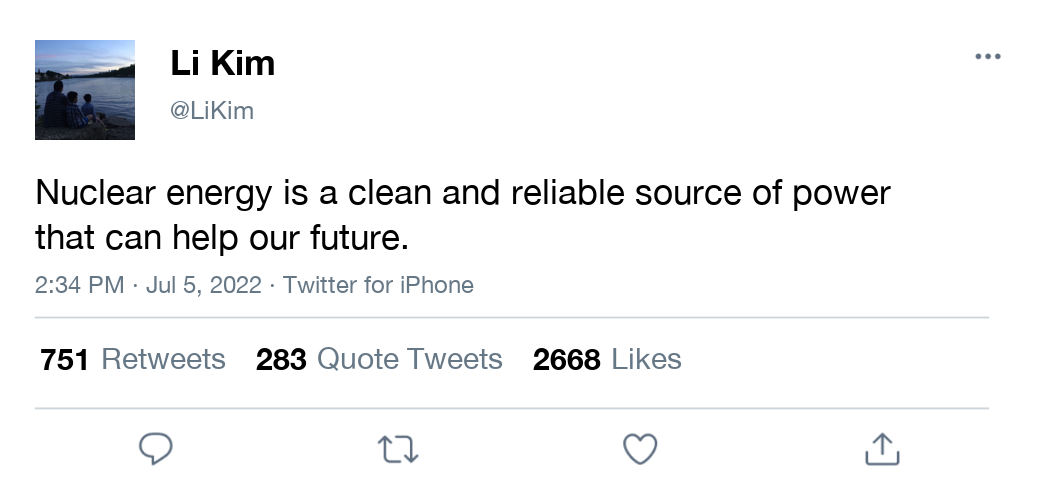 Li Kim
@LiKim
Nuclear energy is a clean and reliable source of power
that can help our future.
2:34 PM · Jul 5, 2022 · Twitter for iPhone
751 Retweets 283 Quote Tweets 2668 Likes